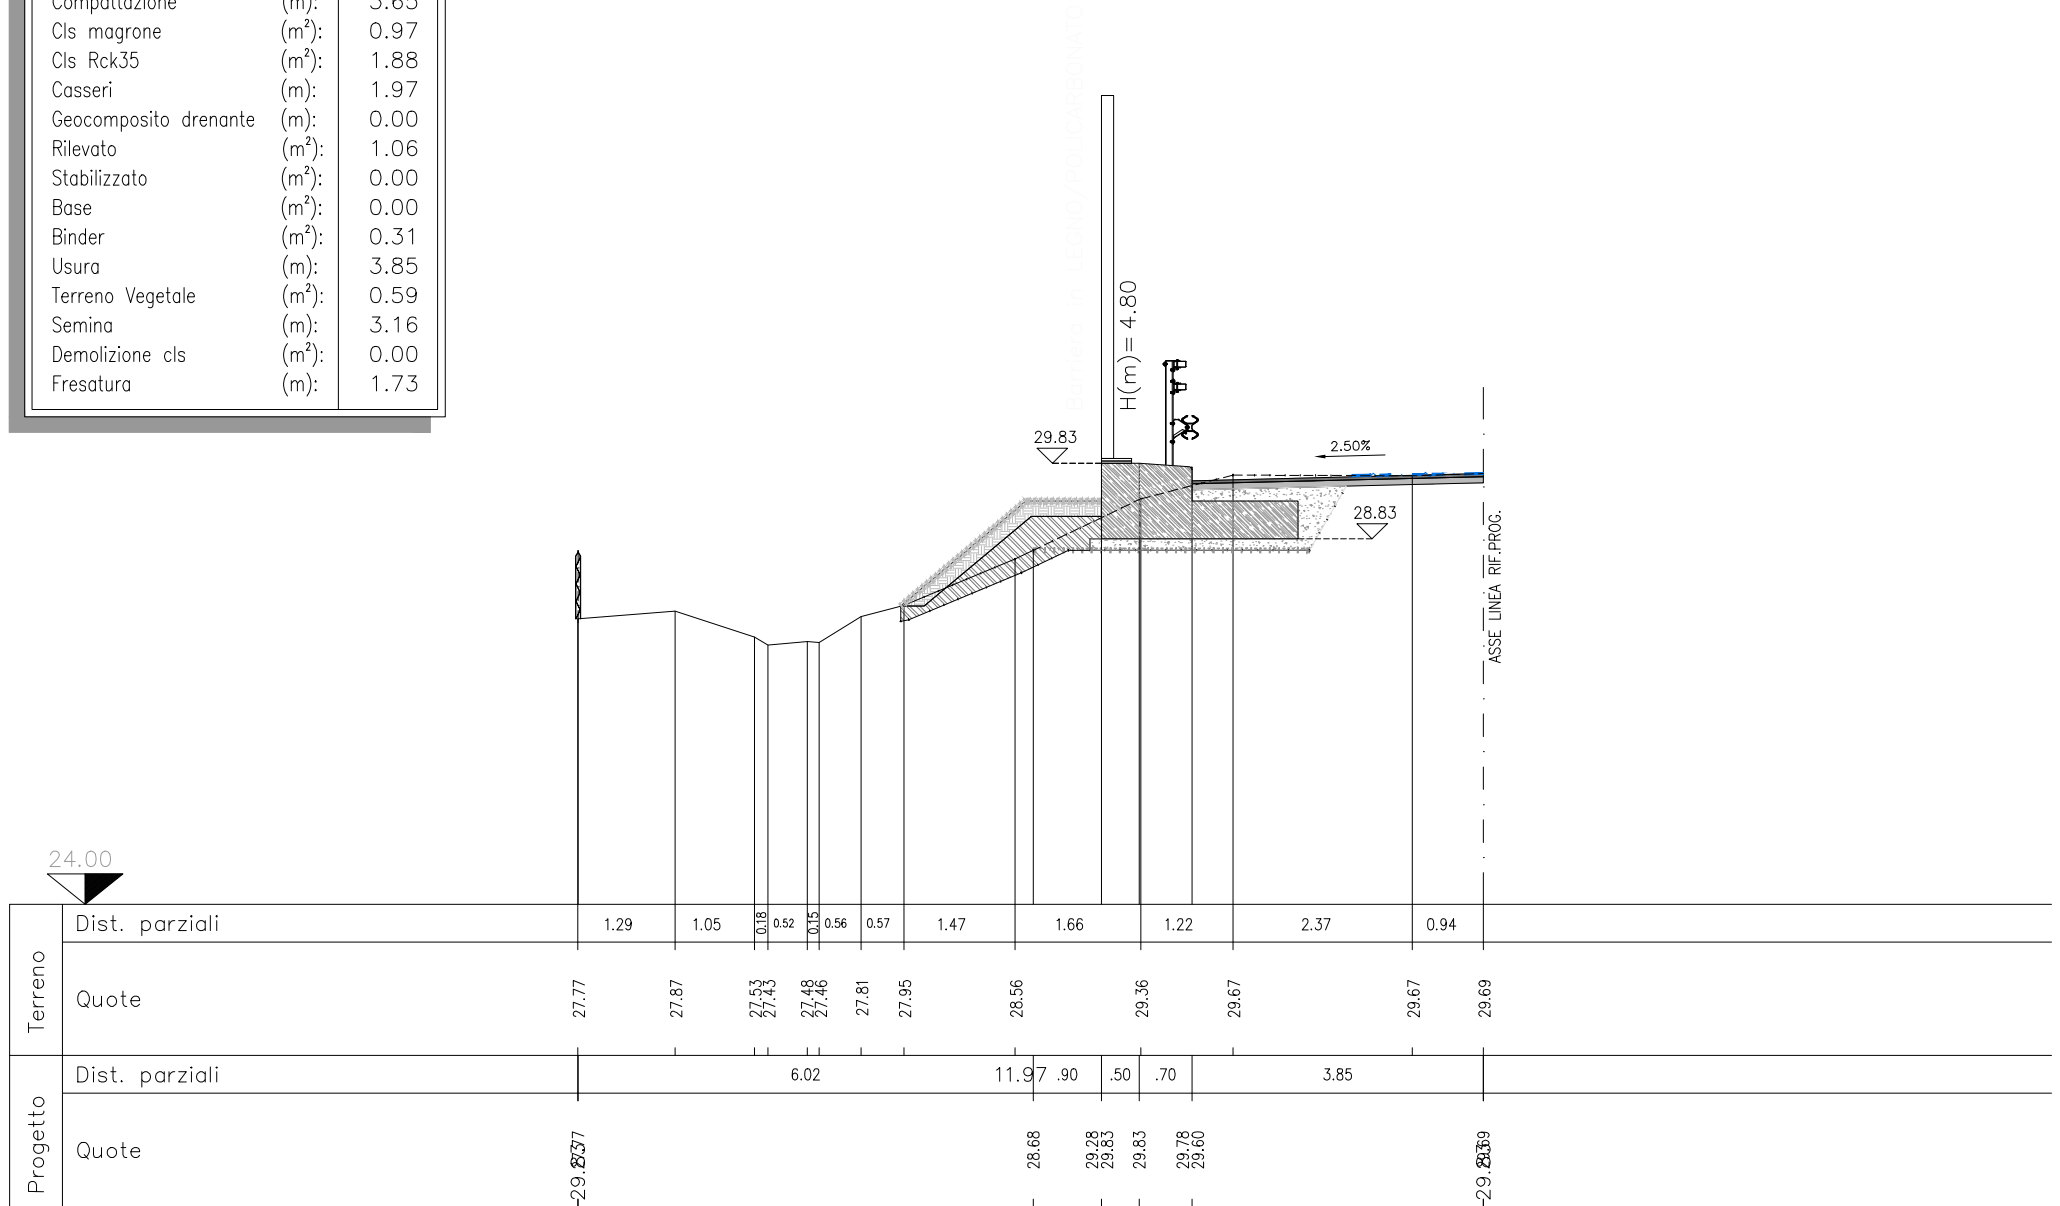 Compattazione (m): 3.65
Cls magrone (m²): 0.97
Cls Rck35 (m²): 1.88
Casseri (m): 1.97
Geocomposito drenante (m): 0.00
Rilevato (m²): 1.06
Stabilizzato (m²): 0.00
Base (m²): 0.00
Binder (m²): 0.31
Usura (m): 3.85
Terreno Vegetale (m²): 0.59
Semina (m): 3.16
Demolizione cls (m²): 0.00
Fresatura (m): 1.73
H(m)= 4.80
29.83
2.50%
28.83
ASSE LINEA RIF.PROG.
24.00
Terreno
Dist. parziali 1.29 1.05 0.18 0.52 0.15 0.56 0.57 1.47 1.66 1.22 2.37 0.94
Quote 27.77 27.87 27.53 27.43 27.48 27.46 27.81 27.95 28.56 29.36 29.67 29.67 29.69
Progetto
Dist. parziali 6.02 11.97 .90 .50 .70 3.85
Quote 28.68 29.28 29.83 29.83 29.78 29.60